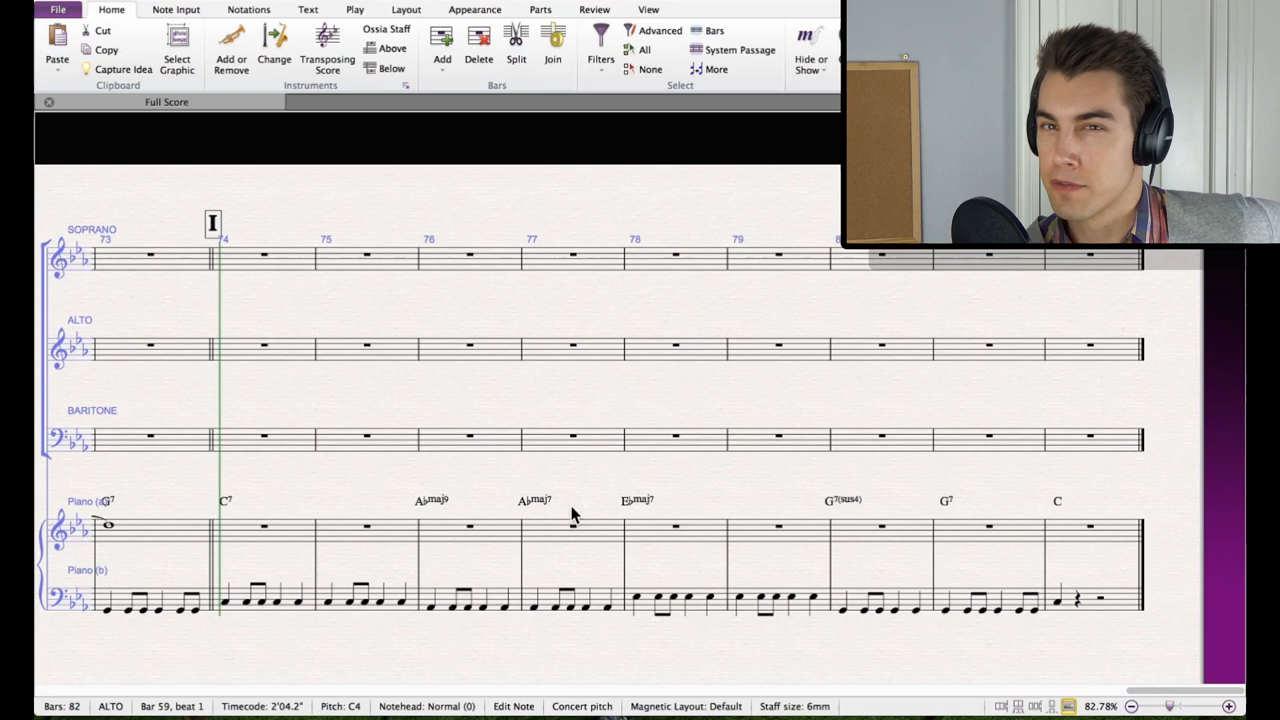 File Home Note Input Notations Text Play Layout Appearance Parts Review View
Paste Cut Copy Capture Idea Select Graphic
Clipboard
Add or Remove Change Transposing Score Ossia Staff Above Below
Instruments
Add Delete Split Join
Bars
Filters Advanced All None Bars System Passage More
Select
Hide or Show
Full Score
I
SOPRANO
73 74 75 76 77 78 79 8
ALTO
BARITONE
Piano (a) G7 C7 A♭maj9 A♭maj7 E♭maj7 G7(sus4) G7 C
Piano (b)
Bars: 82 ALTO Bar 59, beat 1 Timecode: 2'04.2" Pitch: C4 Notehead: Normal (0) Edit Note Concert pitch Magnetic Layout: Default Staff size: 6mm 82.78%